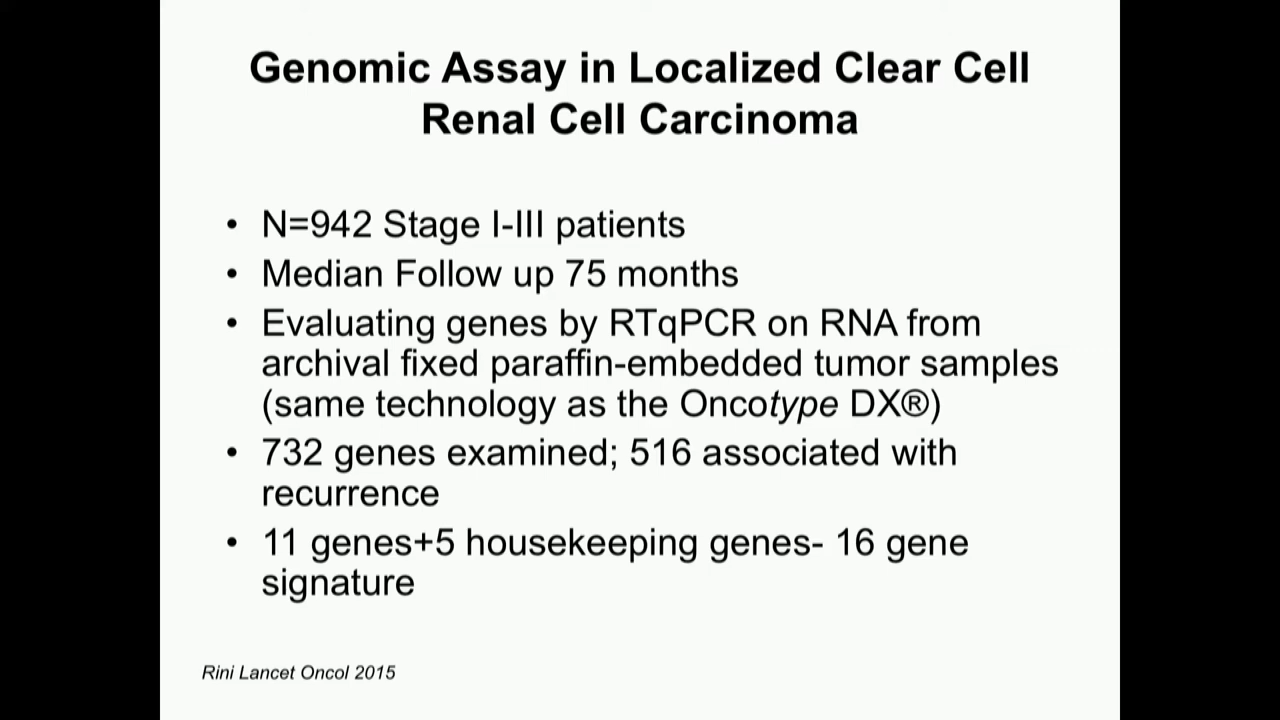 Genomic Assay in Localized Clear Cell
Renal Cell Carcinoma
• N=942 Stage I-III patients
• Median Follow up 75 months
• Evaluating genes by RTqPCR on RNA from
archival fixed paraffin-embedded tumor samples
(same technology as the Oncotype DX®)
• 732 genes examined; 516 associated with
recurrence
• 11 genes+5 housekeeping genes- 16 gene
signature
Rini Lancet Oncol 2015